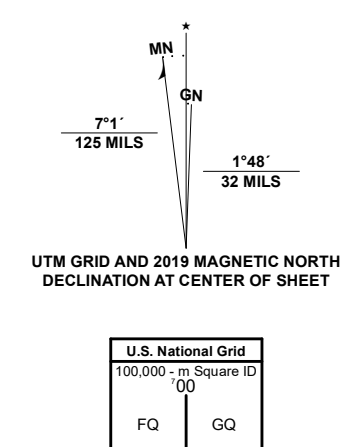 ★
MN
GN
7°1´
125 MILS
1°48´
32 MILS
UTM GRID AND 2019 MAGNETIC NORTH
DECLINATION AT CENTER OF SHEET
U.S. National Grid
100,000 - m Square ID
⁷00
FQ GQ